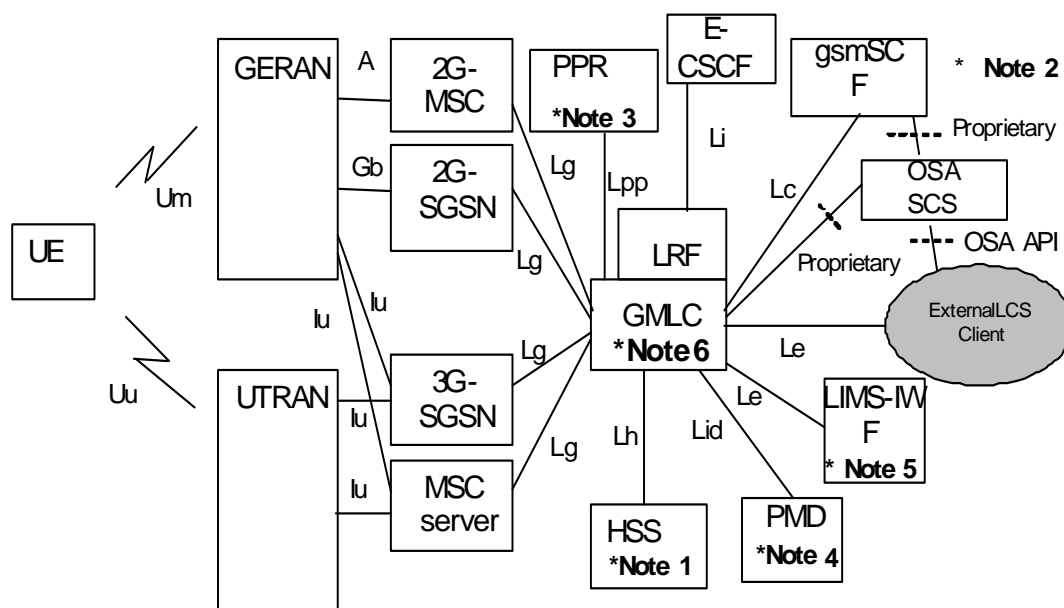 E-
CSCF
gsmSC
F
* Note 2
GERAN
A
2G-
MSC
PPR
*Note 3
Li
Proprietary
Um
Gb
2G-
SGSN
Lg
Lpp
Lc
OSA
SCS
UE
Lg
LRF
Proprietary
OSA API
Iu
Iu
GMLC
*Note 6
ExternalLCS
Client
Le
Uu
UTRAN
Iu
3G-
SGSN
Lg
Lg
Lh
Lid
Le
LIMS-IW
F
* Note 5
Iu
MSC
server
HSS
*Note 1
PMD
*Note 4